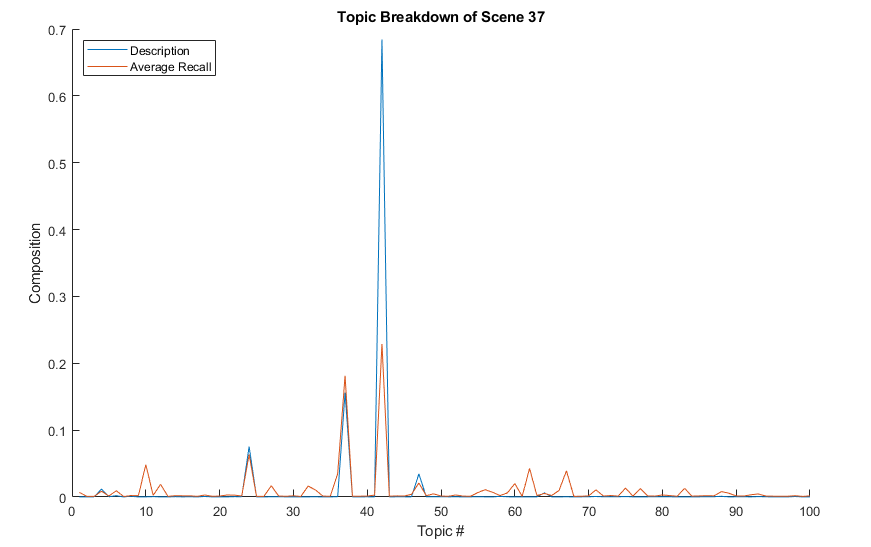 Topic Breakdown of Scene 37
Description
Average Recall
0.7
0.6
0.5
0.4
0.3
0.2
0.1
0
Composition
0 10 20 30 40 50 60 70 80 90 100
Topic #